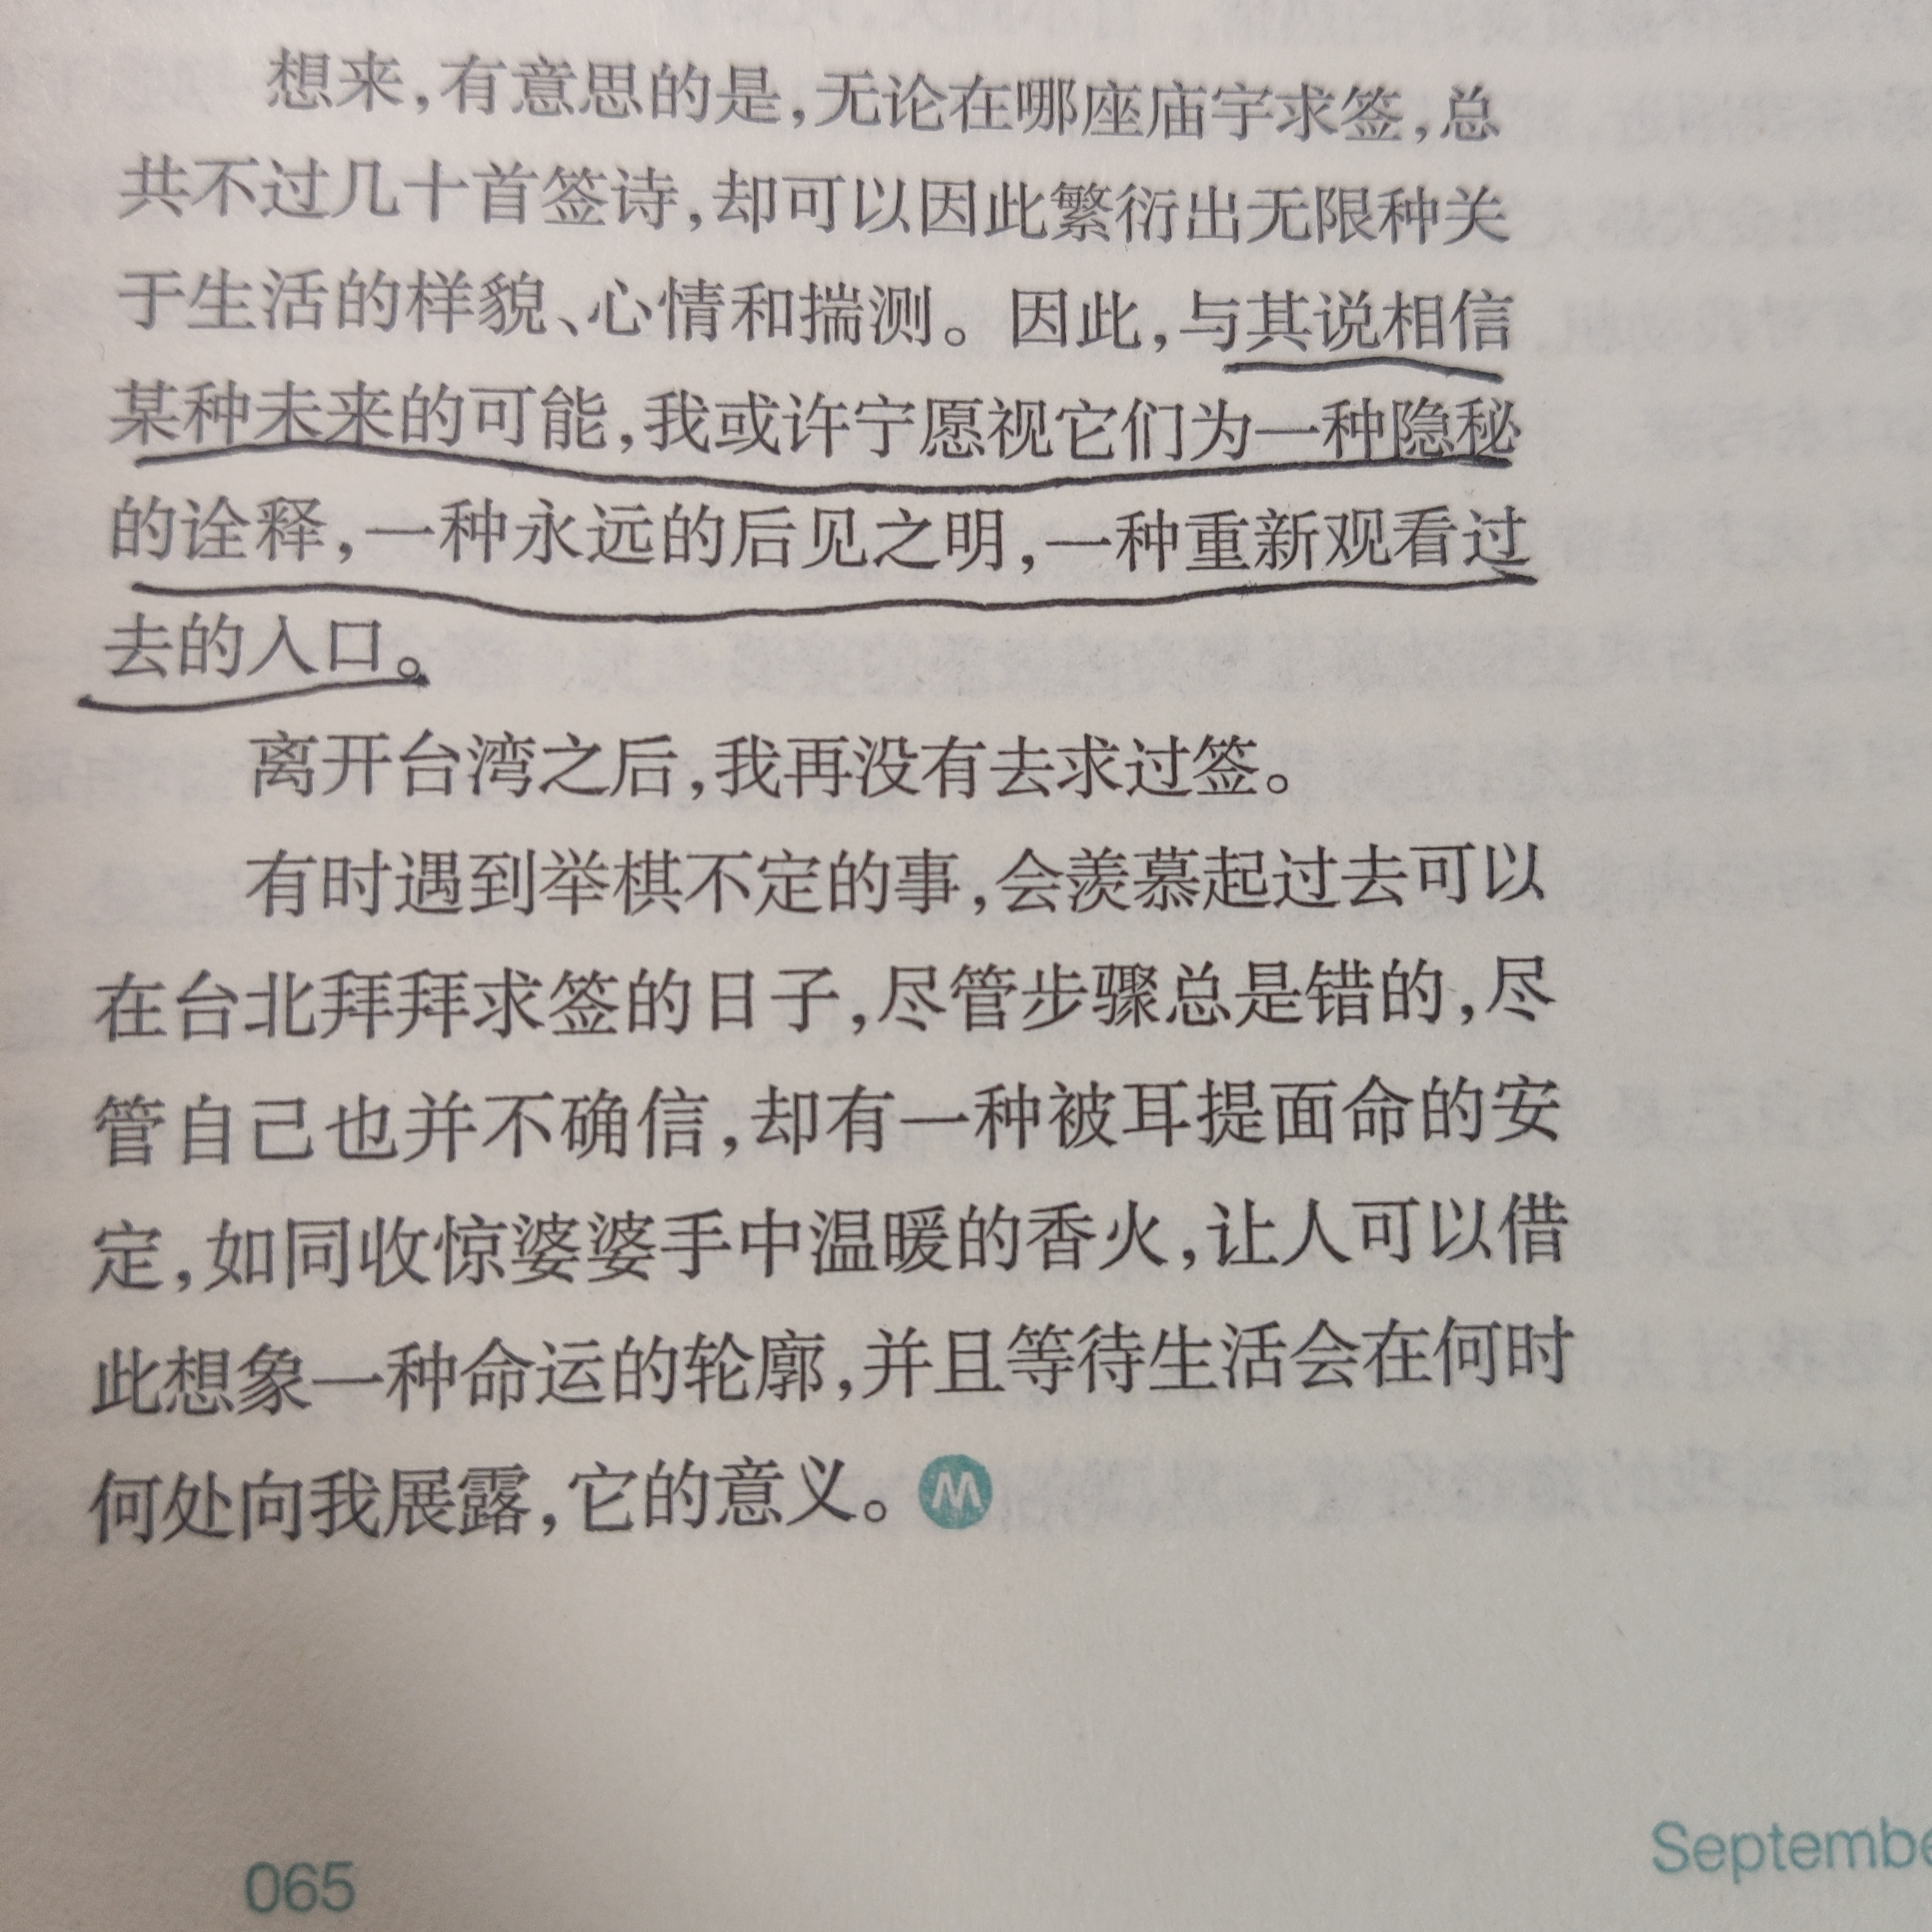 想来，有意思的是，无论在哪座庙宇求签，总
共不过几十首签诗，却可以因此繁衍出无限种关
于生活的样貌、心情和揣测。因此，与其说相信
某种未来的可能，我或许宁愿视它们为一种隐秘
的诠释，一种永远的后见之明，一种重新观看过
去的入口。
离开台湾之后，我再没有去求过签。
有时遇到举棋不定的事，会羡慕起过去可以
在台北拜拜求签的日子，尽管步骤总是错的，尽
管自己也并不确信，却有一种被耳提面命的安
定，如同收惊婆婆手中温暖的香火，让人可以借
此想象一种命运的轮廓，并且等待生活会在何时
何处向我展露，它的意义。M
065